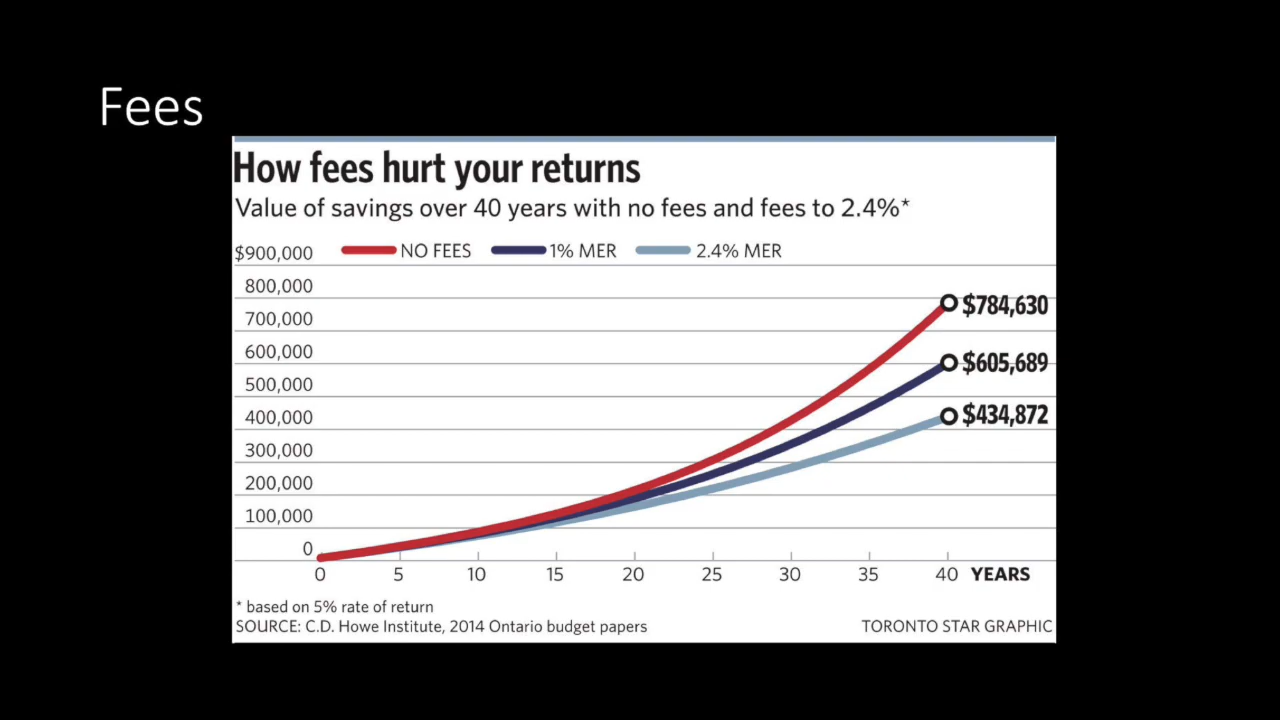 Fees
How fees hurt your returns
Value of savings over 40 years with no fees and fees to 2.4%*
$900,000 NO FEES 1% MER 2.4% MER
800,000
$784,630
700,000
600,000
$605,689
500,000
400,000
$434,872
300,000
200,000
100,000
0
0 5 10 15 20 25 30 35 40 YEARS
* based on 5% rate of return
SOURCE: C.D. Howe Institute, 2014 Ontario budget papers TORONTO STAR GRAPHIC